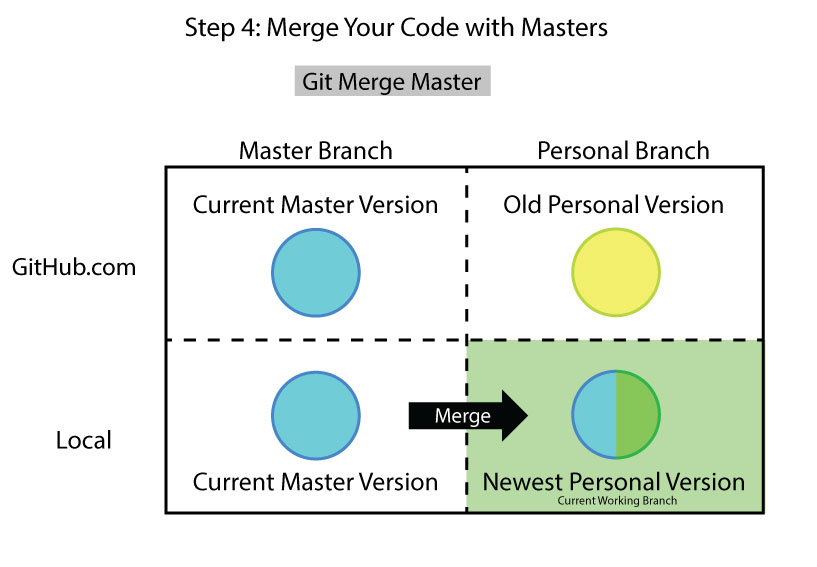 Step 4: Merge Your Code with Masters
Git Merge Master
Master Branch
Personal Branch
Current Master Version
Old Personal Version
GitHub.com
Merge
Local
Current Master Version
Newest Personal Version
Current Working Branch